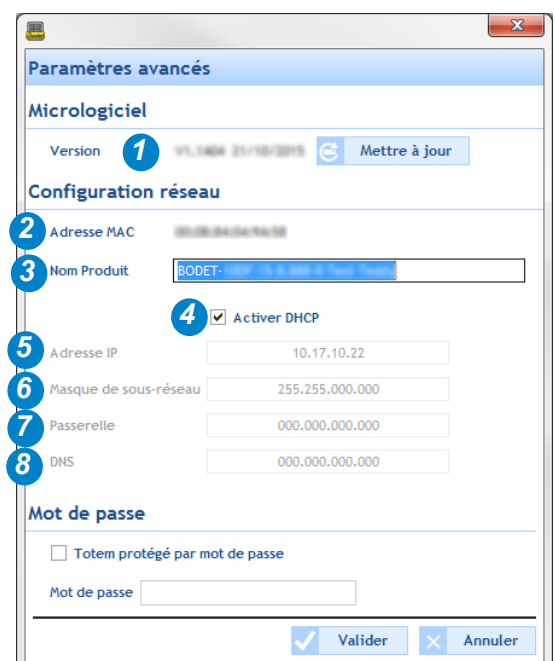 Paramètres avancés
Micrologiciel
Version 1 Mettre à jour
Configuration réseau
2 Adresse MAC
3 Nom Produit BODET-
4 Activer DHCP
5 Adresse IP 10.17.10.22
6 Masque de sous-réseau 255.255.000.000
7 Passerelle 000.000.000.000
8 DNS 000.000.000.000
Mot de passe
Totem protégé par mot de passe
Mot de passe
Valider Annuler